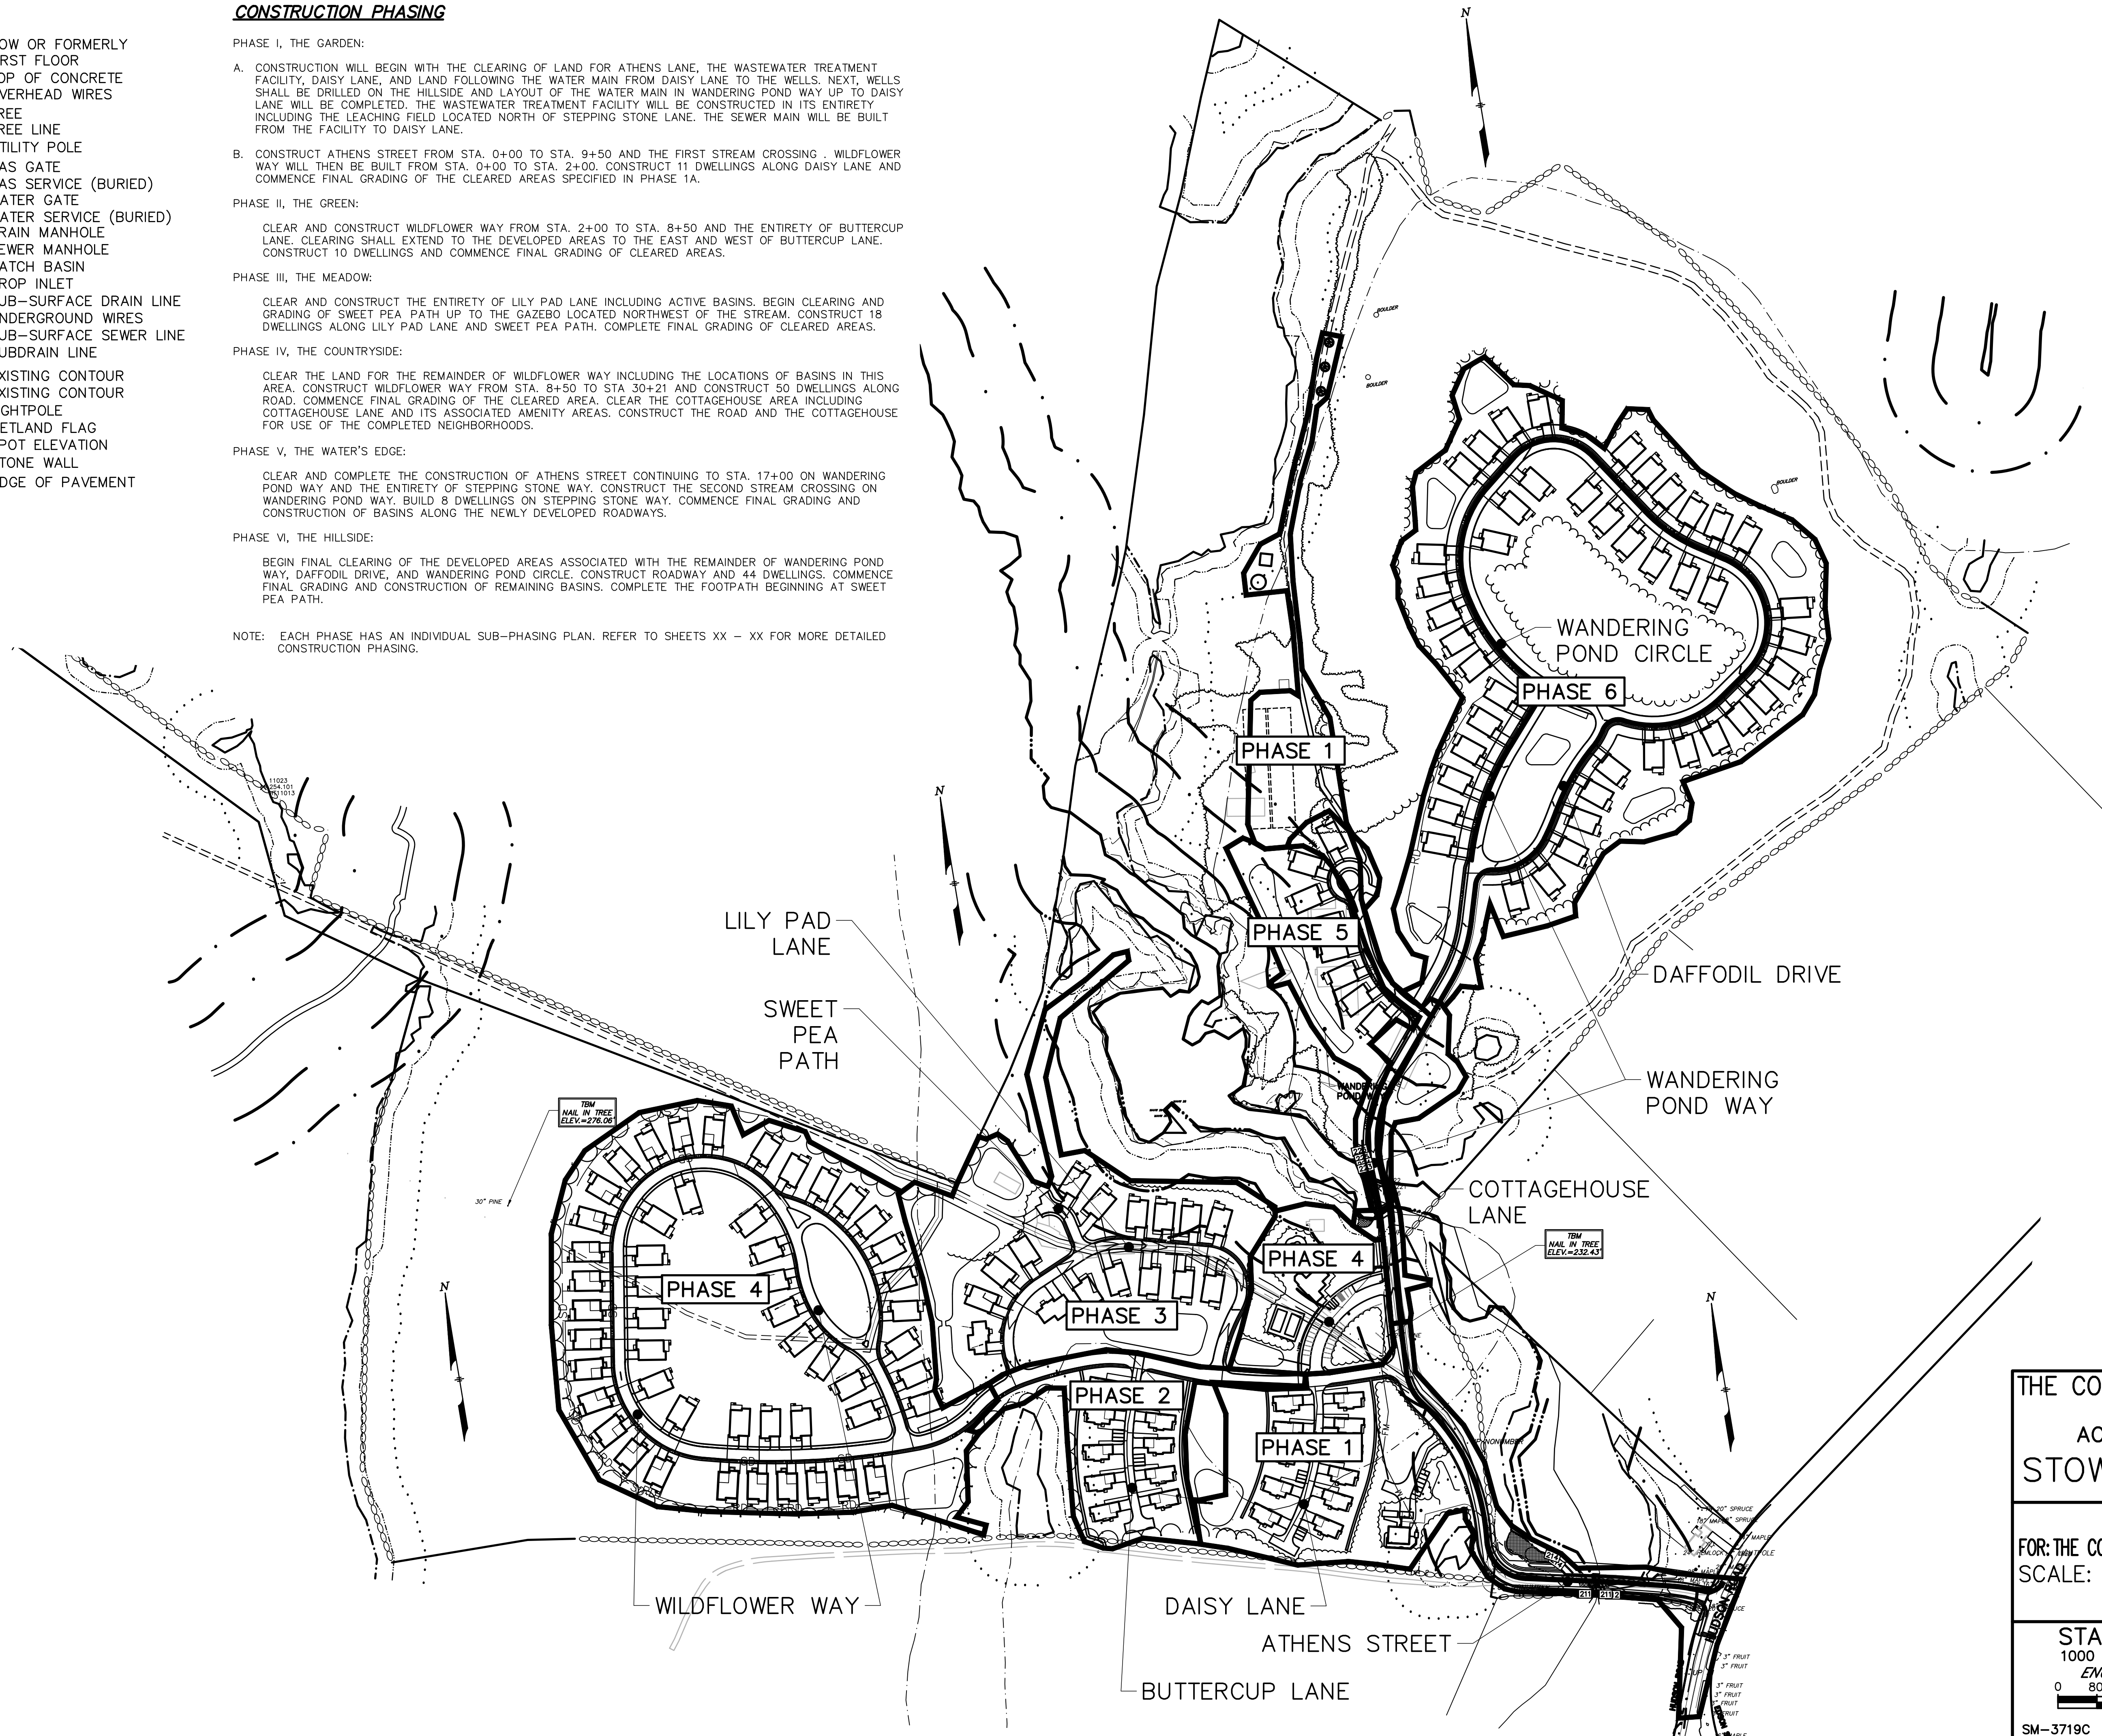 OW OR FORMERLY
RST FLOOR
OP OF CONCRETE
VERHEAD WIRES
REE
REE LINE
TILITY POLE
AS GATE
AS SERVICE (BURIED)
ATER GATE
ATER SERVICE (BURIED)
RAIN MANHOLE
EWER MANHOLE
ATCH BASIN
ROP INLET
UB-SURFACE DRAIN LINE
NDERGROUND WIRES
UB-SURFACE SEWER LINE
UBDRAIN LINE
XISTING CONTOUR
XISTING CONTOUR
GHTPOLE
ETLAND FLAG
POT ELEVATION
TONE WALL
DGE OF PAVEMENT
CONSTRUCTION PHASING
PHASE I, THE GARDEN:
A. CONSTRUCTION WILL BEGIN WITH THE CLEARING OF LAND FOR ATHENS LANE, THE WASTEWATER TREATMENT
FACILITY, DAISY LANE, AND LAND FOLLOWING THE WATER MAIN FROM DAISY LANE TO THE WELLS. NEXT, WELLS
SHALL BE DRILLED ON THE HILLSIDE AND LAYOUT OF THE WATER MAIN IN WANDERING POND WAY UP TO DAISY
LANE WILL BE COMPLETED. THE WASTEWATER TREATMENT FACILITY WILL BE CONSTRUCTED IN ITS ENTIRETY
INCLUDING THE LEACHING FIELD LOCATED NORTH OF STEPPING STONE LANE. THE SEWER MAIN WILL BE BUILT
FROM THE FACILITY TO DAISY LANE.
B. CONSTRUCT ATHENS STREET FROM STA. 0+00 TO STA. 9+50 AND THE FIRST STREAM CROSSING . WILDFLOWER
WAY WILL THEN BE BUILT FROM STA. 0+00 TO STA. 2+00. CONSTRUCT 11 DWELLINGS ALONG DAISY LANE AND
COMMENCE FINAL GRADING OF THE CLEARED AREAS SPECIFIED IN PHASE 1A.
PHASE II, THE GREEN:
CLEAR AND CONSTRUCT WILDFLOWER WAY FROM STA. 2+00 TO STA. 8+50 AND THE ENTIRETY OF BUTTERCUP
LANE. CLEARING SHALL EXTEND TO THE DEVELOPED AREAS TO THE EAST AND WEST OF BUTTERCUP LANE.
CONSTRUCT 10 DWELLINGS AND COMMENCE FINAL GRADING OF CLEARED AREAS.
PHASE III, THE MEADOW:
CLEAR AND CONSTRUCT THE ENTIRETY OF LILY PAD LANE INCLUDING ACTIVE BASINS. BEGIN CLEARING AND
GRADING OF SWEET PEA PATH UP TO THE GAZEBO LOCATED NORTHWEST OF THE STREAM. CONSTRUCT 18
DWELLINGS ALONG LILY PAD LANE AND SWEET PEA PATH. COMPLETE FINAL GRADING OF CLEARED AREAS.
PHASE IV, THE COUNTRYSIDE:
CLEAR THE LAND FOR THE REMAINDER OF WILDFLOWER WAY INCLUDING THE LOCATIONS OF BASINS IN THIS
AREA. CONSTRUCT WILDFLOWER WAY FROM STA. 8+50 TO STA 30+21 AND CONSTRUCT 50 DWELLINGS ALONG
ROAD. COMMENCE FINAL GRADING OF THE CLEARED AREA. CLEAR THE COTTAGEHOUSE AREA INCLUDING
COTTAGEHOUSE LANE AND ITS ASSOCIATED AMENITY AREAS. CONSTRUCT THE ROAD AND THE COTTAGEHOUSE
FOR USE OF THE COMPLETED NEIGHBORHOODS.
PHASE V, THE WATER'S EDGE:
CLEAR AND COMPLETE THE CONSTRUCTION OF ATHENS STREET CONTINUING TO STA. 17+00 ON WANDERING
POND WAY AND THE ENTIRETY OF STEPPING STONE WAY. CONSTRUCT THE SECOND STREAM CROSSING ON
WANDERING POND WAY. BUILD 8 DWELLINGS ON STEPPING STONE WAY. COMMENCE FINAL GRADING AND
CONSTRUCTION OF BASINS ALONG THE NEWLY DEVELOPED ROADWAYS.
PHASE VI, THE HILLSIDE:
BEGIN FINAL CLEARING OF THE DEVELOPED AREAS ASSOCIATED WITH THE REMAINDER OF WANDERING POND
WAY, DAFFODIL DRIVE, AND WANDERING POND CIRCLE. CONSTRUCT ROADWAY AND 44 DWELLINGS. COMMENCE
FINAL GRADING AND CONSTRUCTION OF REMAINING BASINS. COMPLETE THE FOOTPATH BEGINNING AT SWEET
PEA PATH.
NOTE: EACH PHASE HAS AN INDIVIDUAL SUB-PHASING PLAN. REFER TO SHEETS XX - XX FOR MORE DETAILED
CONSTRUCTION PHASING.
N
BOULDER
BOULDER
BOULDER
WANDERING
POND CIRCLE
PHASE 6
PHASE 1
11023
254.101
PHASE 5
LILY PAD
LANE
DAFFODIL DRIVE
SWEET
PEA
PATH
N
WANDERING
POND WAY
WANDERING
POND WAY
TBM
NAIL IN TREE
ELEV.=276.06'
30" PINE
COTTAGEHOUSE
LANE
TBM
NAIL IN TREE
ELEV.=232.43'
PHASE 4
PHASE 4
PHASE 3
N
N
PHASE 2
PHASE 1
NONUMBER
20" SPRUCE
HUDSON ROAD
WILDFLOWER WAY
DAISY LANE
ATHENS STREET
BUTTERCUP LANE
3" FRUIT
3" FRUIT
3" FRUIT
3" FRUIT
UP
THE CO
AC
STOW
FOR: THE CO
SCALE:
STA
1000
0 80
SM-3719C